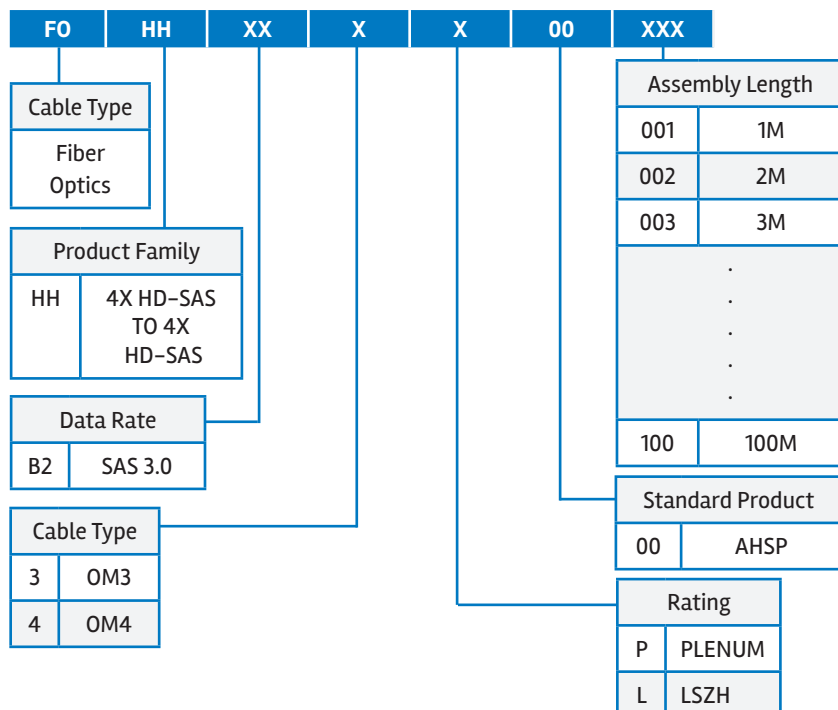 FO HH XX X X 00 XXX
Cable Type
Fiber
Optics
Product Family
HH 4X HD-SAS
TO 4X
HD-SAS
Data Rate
B2 SAS 3.0
Cable Type
3 OM3
4 OM4
Assembly Length
001 1M
002 2M
003 3M
.
.
.
.
.
100 100M
Standard Product
00 AHSP
Rating
P PLENUM
L LSZH